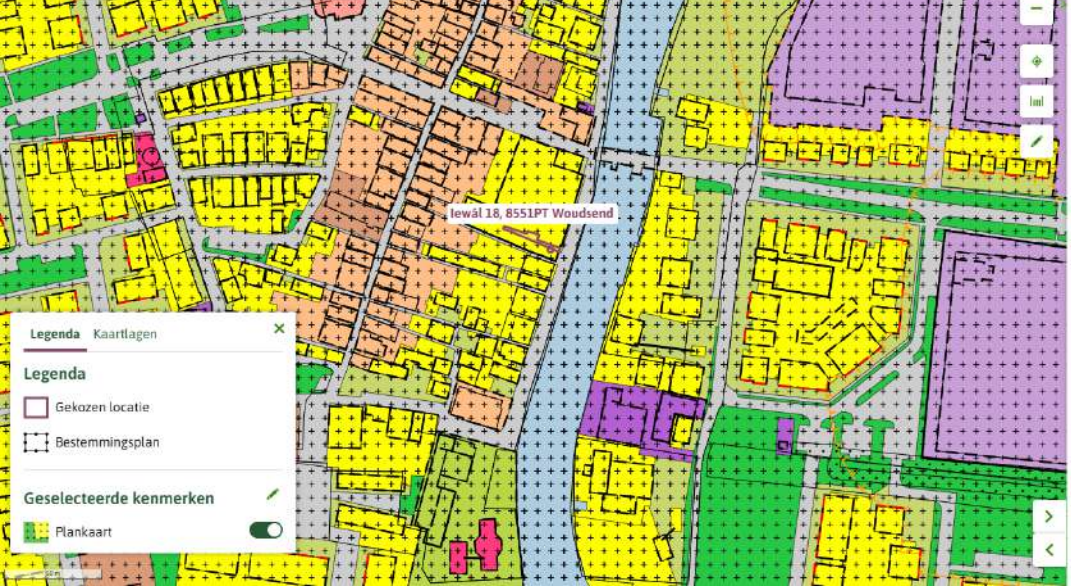 Iewâl 18, 8551PT Woudsend
Legenda Kaartlagen
Legenda
Gekozen locatie
Bestemmingsplan
Geselecteerde kenmerken
Plankaart